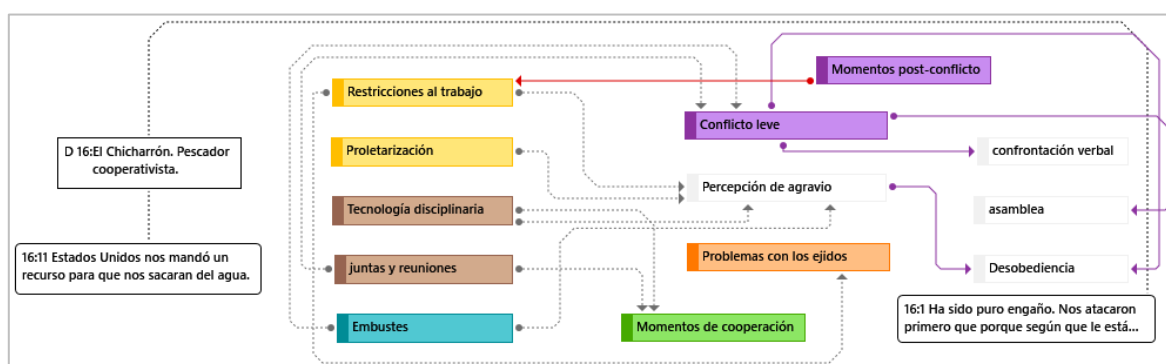 Momentos post-conflicto
Restricciones al trabajo
Conflicto leve
D 16:El Chicharrón. Pescador
cooperativista.
Proletarización
confrontación verbal
Percepción de agravio
Tecnología disciplinaria
asamblea
16:11 Estados Unidos nos mandó un
recurso para que nos sacaran del agua.
juntas y reuniones
Problemas con los ejidos
Desobediencia
16:1 Ha sido puro engaño. Nos atacaron
primero que porque según que le está...
Embustes
Momentos de cooperación